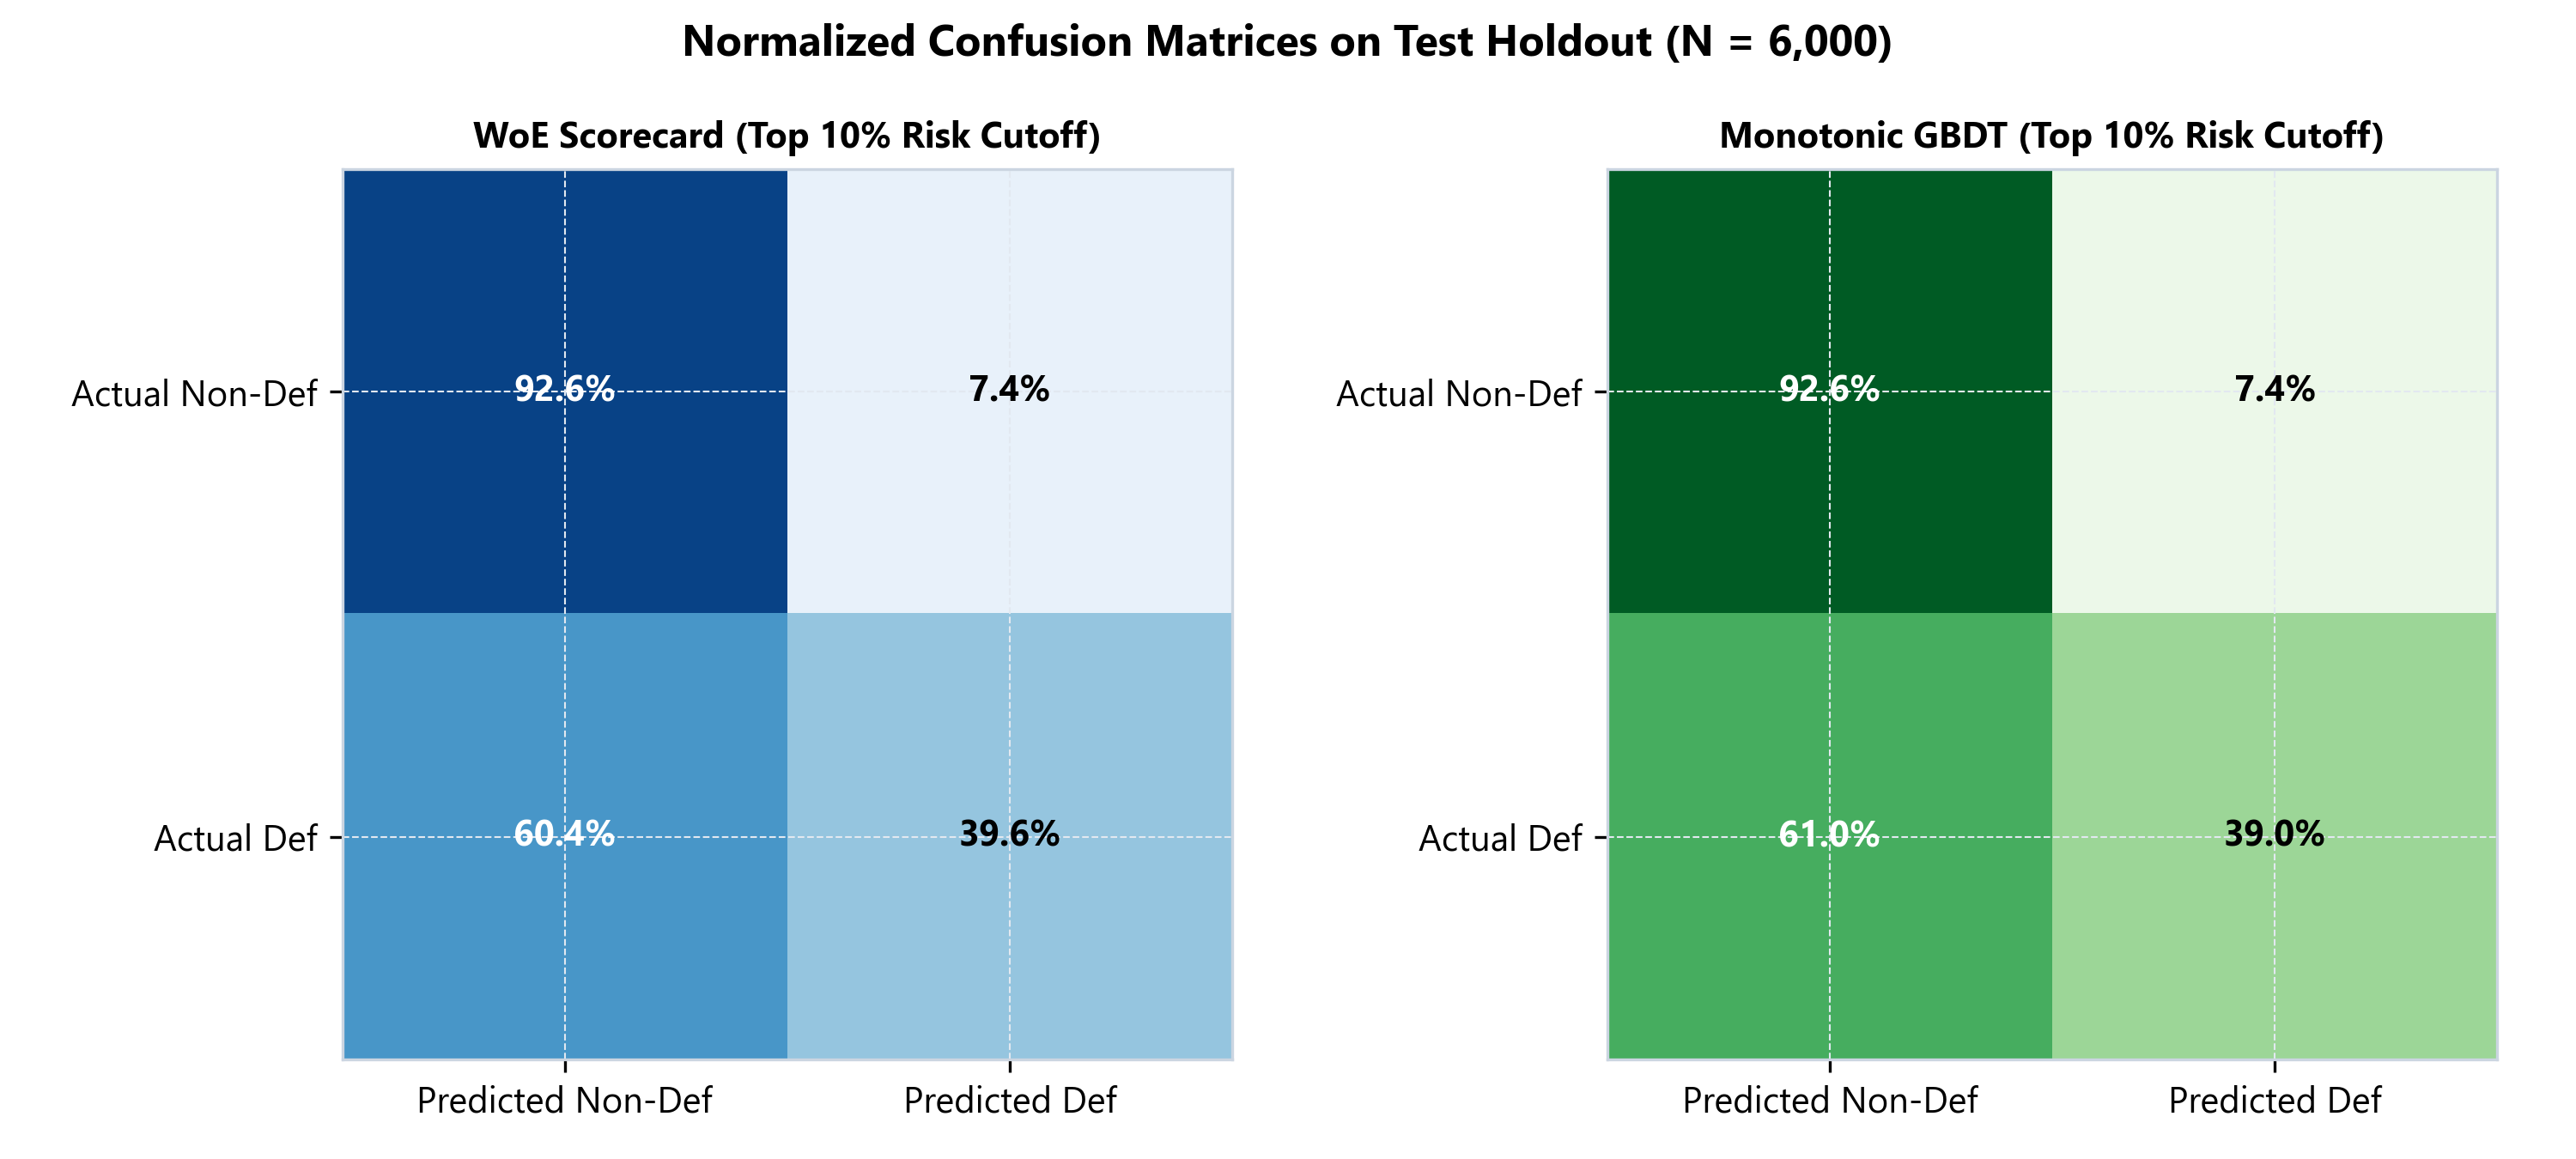 Normalized Confusion Matrices on Test Holdout (N = 6,000)
WoE Scorecard (Top 10% Risk Cutoff)
Actual Non-Def
92.6%
7.4%
Actual Def
60.4%
39.6%
Predicted Non-Def
Predicted Def
Monotonic GBDT (Top 10% Risk Cutoff)
Actual Non-Def
92.6%
7.4%
Actual Def
61.0%
39.0%
Predicted Non-Def
Predicted Def